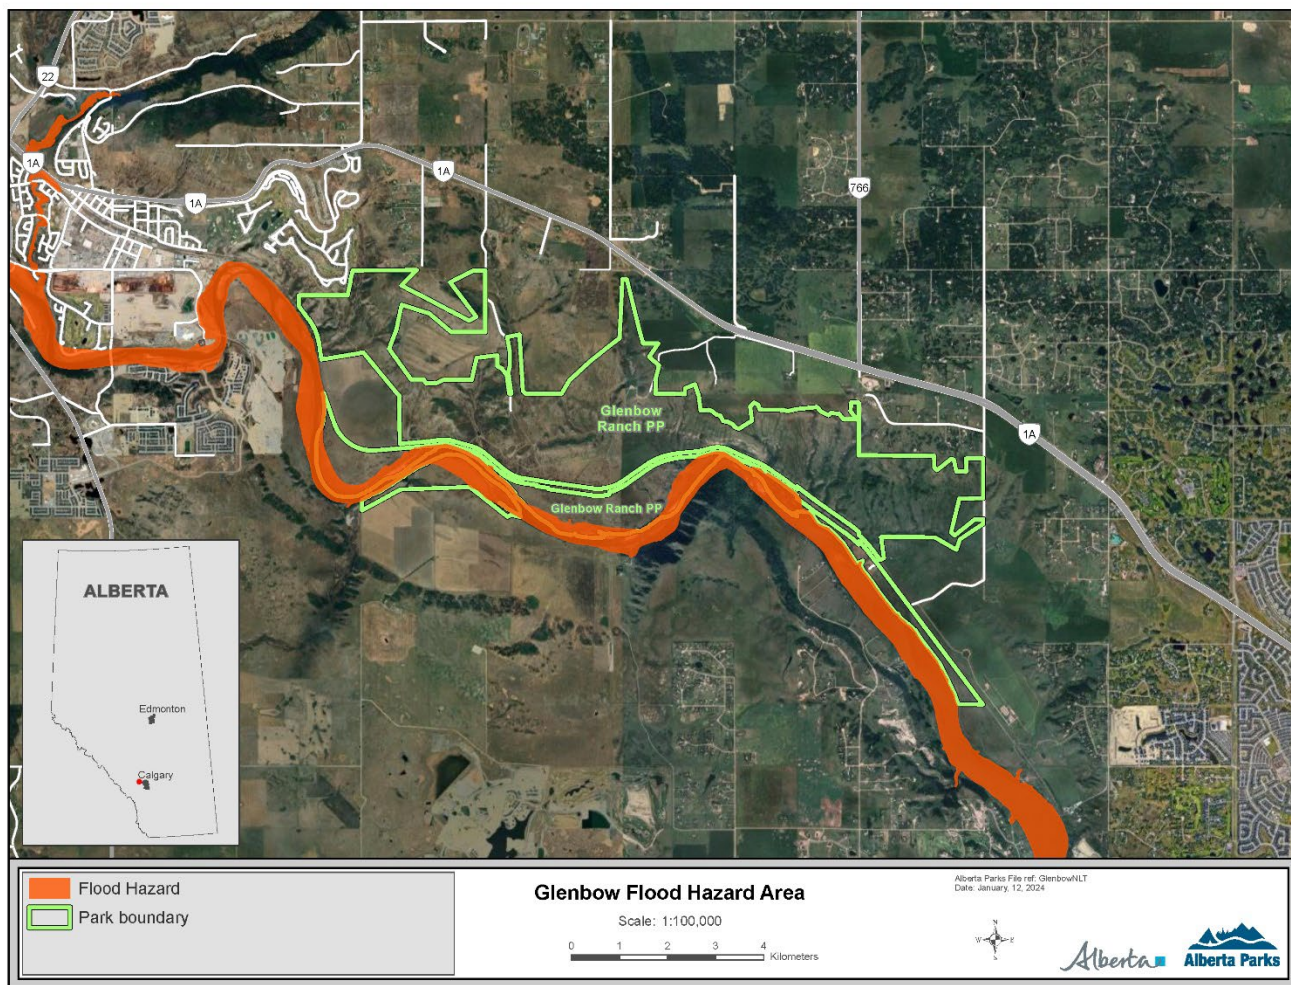 22
1A
1A
1A
766
1A
Glenbow
Ranch PP
Glenbow Ranch PP
ALBERTA
Edmonton
Calgary
Flood Hazard
Park boundary
Glenbow Flood Hazard Area
Scale: 1:100,000
0 1 2 3 4
Kilometers
Alberta Parks File ref: GlenbowNLT
Date: January, 12, 2024
N
W E
S
Alberta
Alberta Parks